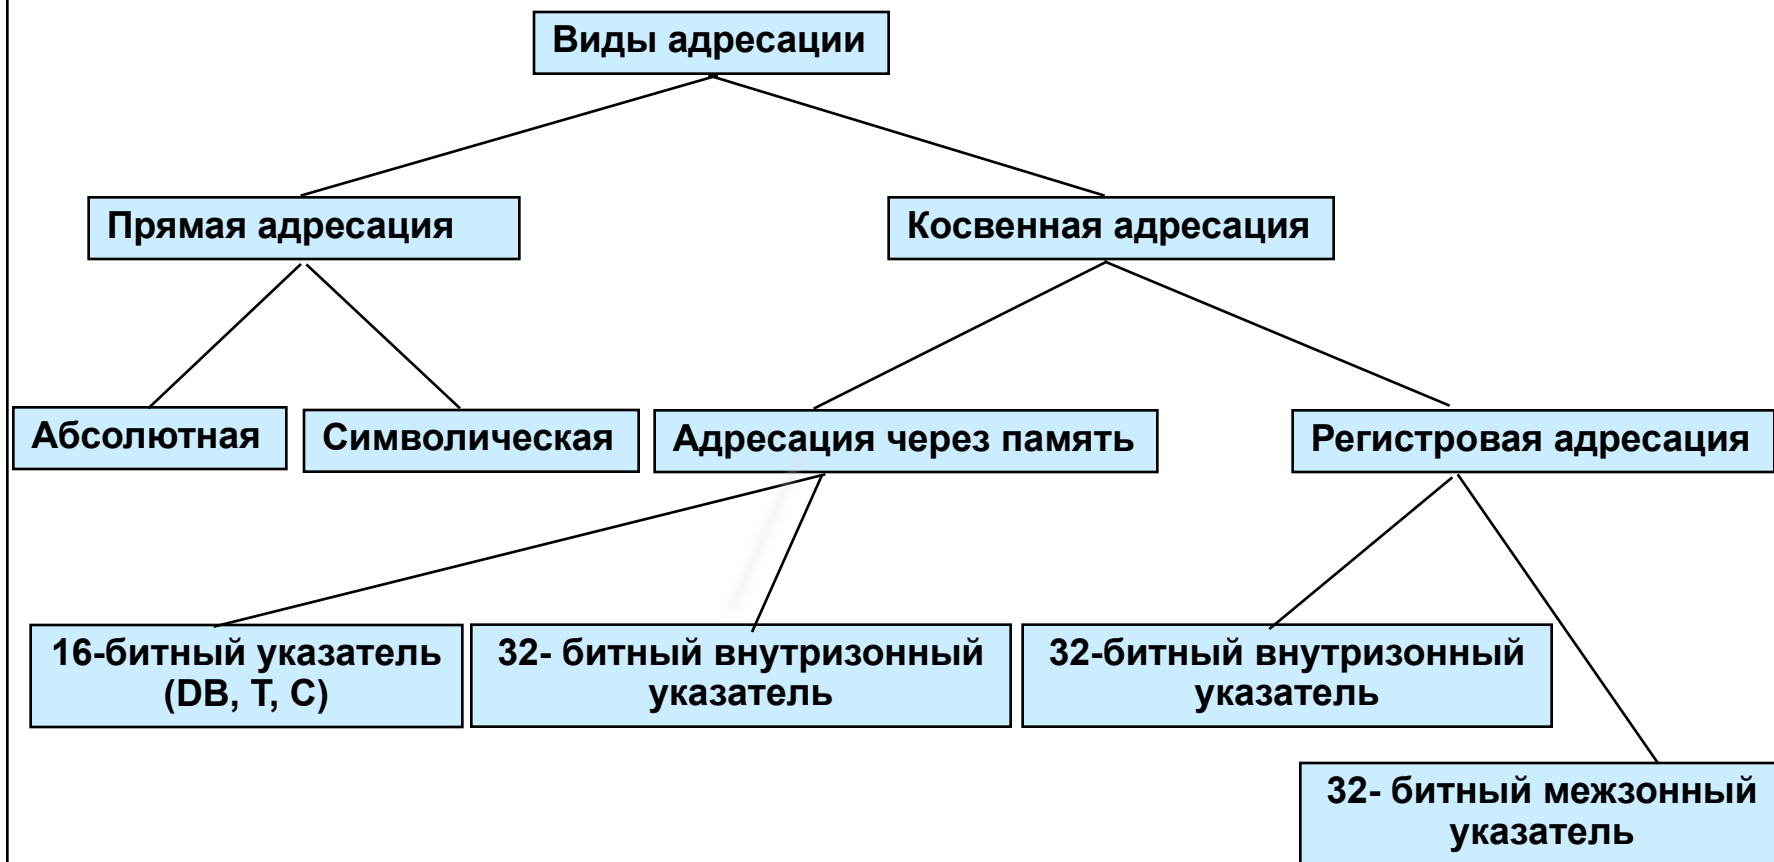 Виды адресации
Прямая адресация
Косвенная адресация
Абсолютная
Символическая
Адресация через память
Регистровая адресация
16-битный указатель
(DB, T, C)
32- битный внутризонный
указатель
32-битный внутризонный
указатель
32- битный межзонный
указатель